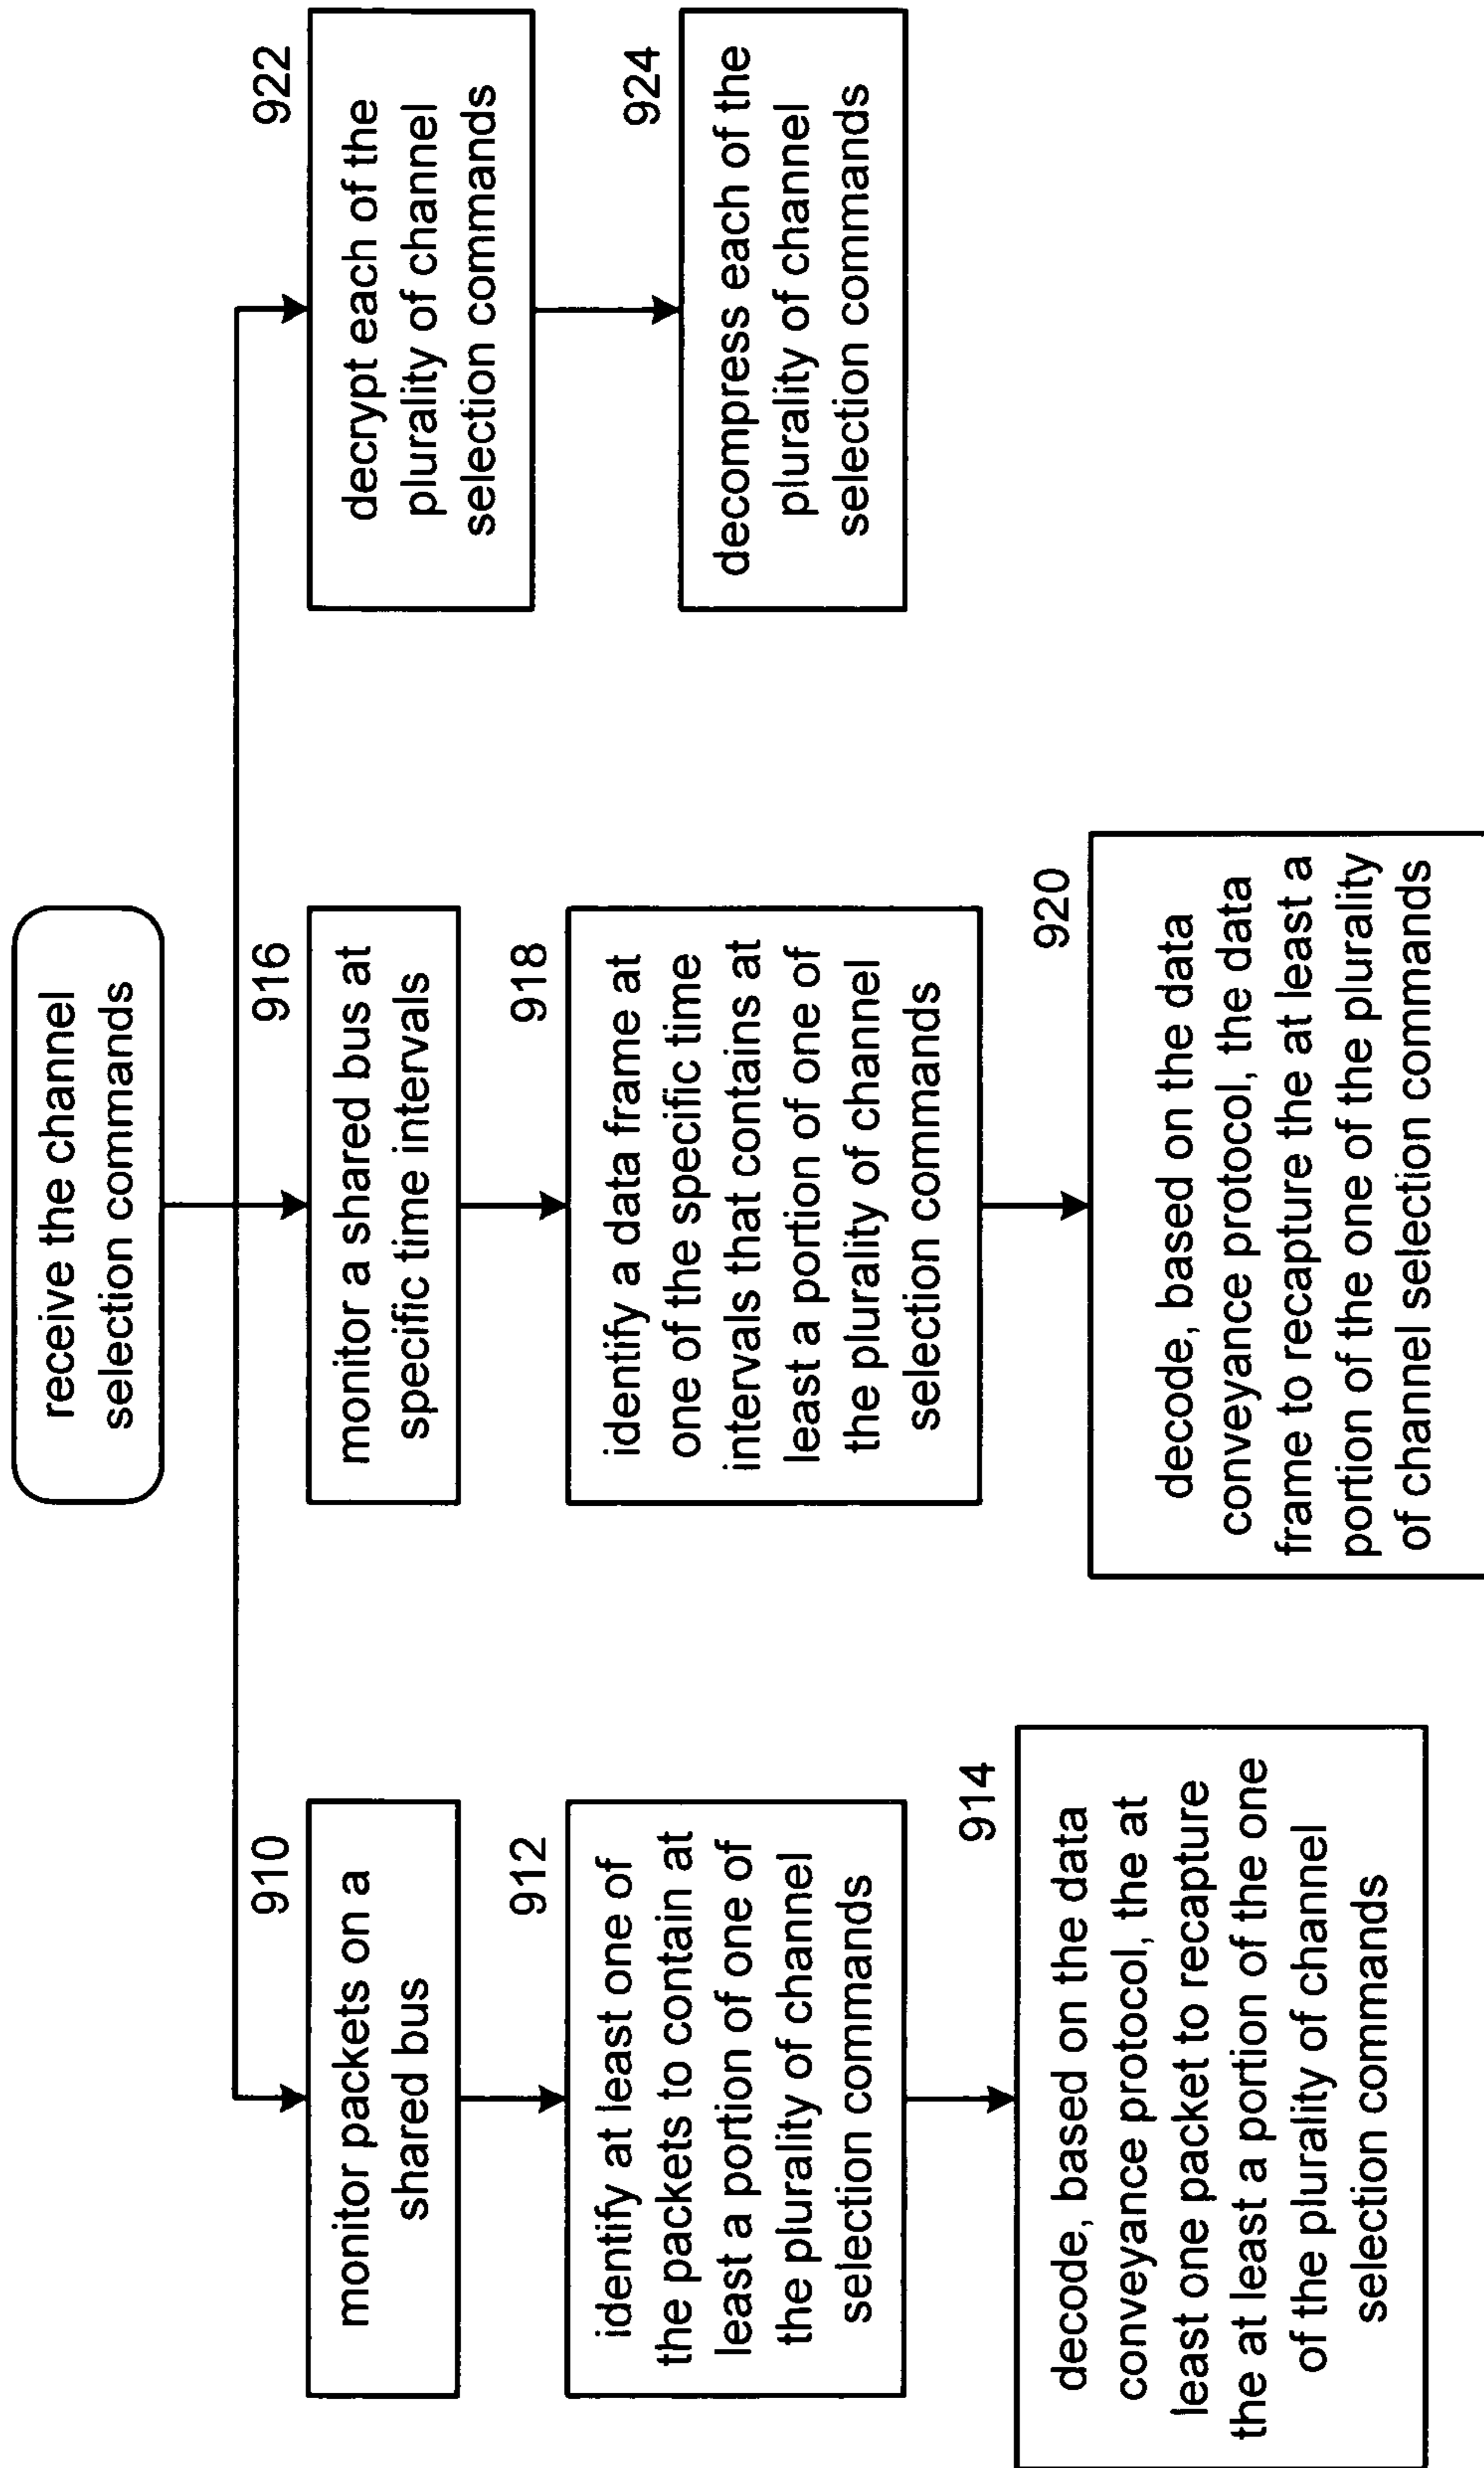 receive the channel
selection commands
910
monitor packets on a
shared bus
912
identify at least one of
the packets to contain at
least a portion of one of
the plurality of channel
selection commands
914
decode, based on the data
conveyance protocol, the at
least one packet to recapture
the at least a portion of the one
of the plurality of channel
selection commands
916
monitor a shared bus at
specific time intervals
918
identify a data frame at
one of the specific time
intervals that contains at
least a portion of one of
the plurality of channel
selection commands
920
decode, based on the data
conveyance protocol, the data
frame to recapture the at least a
portion of the one of the plurality
of channel selection commands
922
decrypt each of the
plurality of channel
selection commands
924
decompress each of the
plurality of channel
selection commands